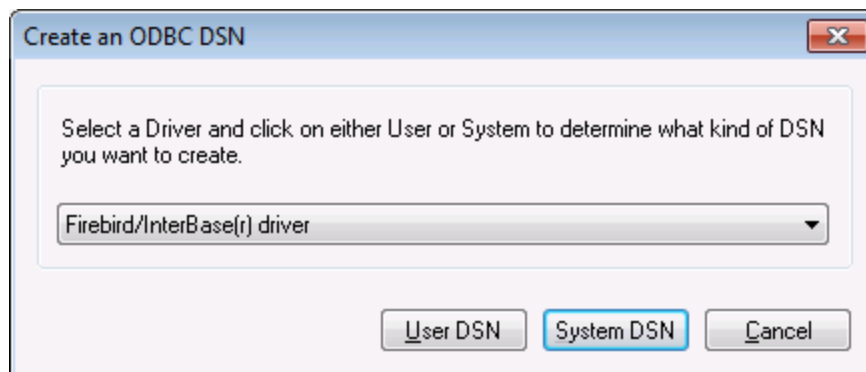 Create an ODBC DSN
Select a Driver and click on either User or System to determine what kind of DSN
you want to create.
Firebird/InterBase(r) driver
User DSN
System DSN
Cancel